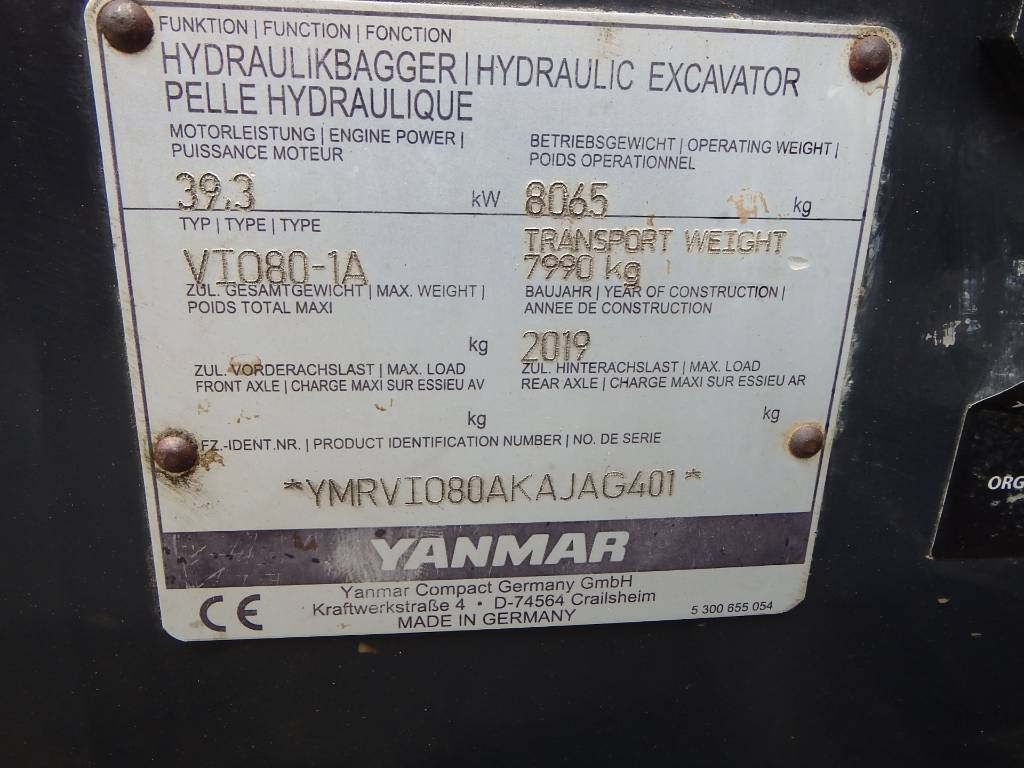 FUNKTION | FUNCTION | FONCTION
HYDRAULIKBAGGER | HYDRAULIC EXCAVATOR
PELLE HYDRAULIQUE
MOTORLEISTUNG | ENGINE POWER |
PUISSANCE MOTEUR
39,3 kW
BETRIEBSGEWICHT | OPERATING WEIGHT |
POIDS OPERATIONNEL
8065 kg
TYP | TYPE | TYPE
VIO80-1A
TRANSPORT WEIGHT
7990 kg
ZUL. GESAMTGEWICHT | MAX. WEIGHT |
POIDS TOTAL MAXI
kg
BAUJAHR | YEAR OF CONSTRUCTION |
ANNEE DE CONSTRUCTION
2019
ZUL. VORDERACHSLAST | MAX. LOAD
FRONT AXLE | CHARGE MAXI SUR ESSIEU AV
kg
ZUL. HINTERACHSLAST | MAX. LOAD
REAR AXLE | CHARGE MAXI SUR ESSIEU AR
kg
FZ.-IDENT.NR. | PRODUCT IDENTIFICATION NUMBER | NO. DE SERIE
*YMRVIO80AKAJAG401*
YANMAR
Yanmar Compact Germany GmbH
Kraftwerkstraße 4 • D-74564 Crailsheim
MADE IN GERMANY
CE
5 300 655 054
ORG